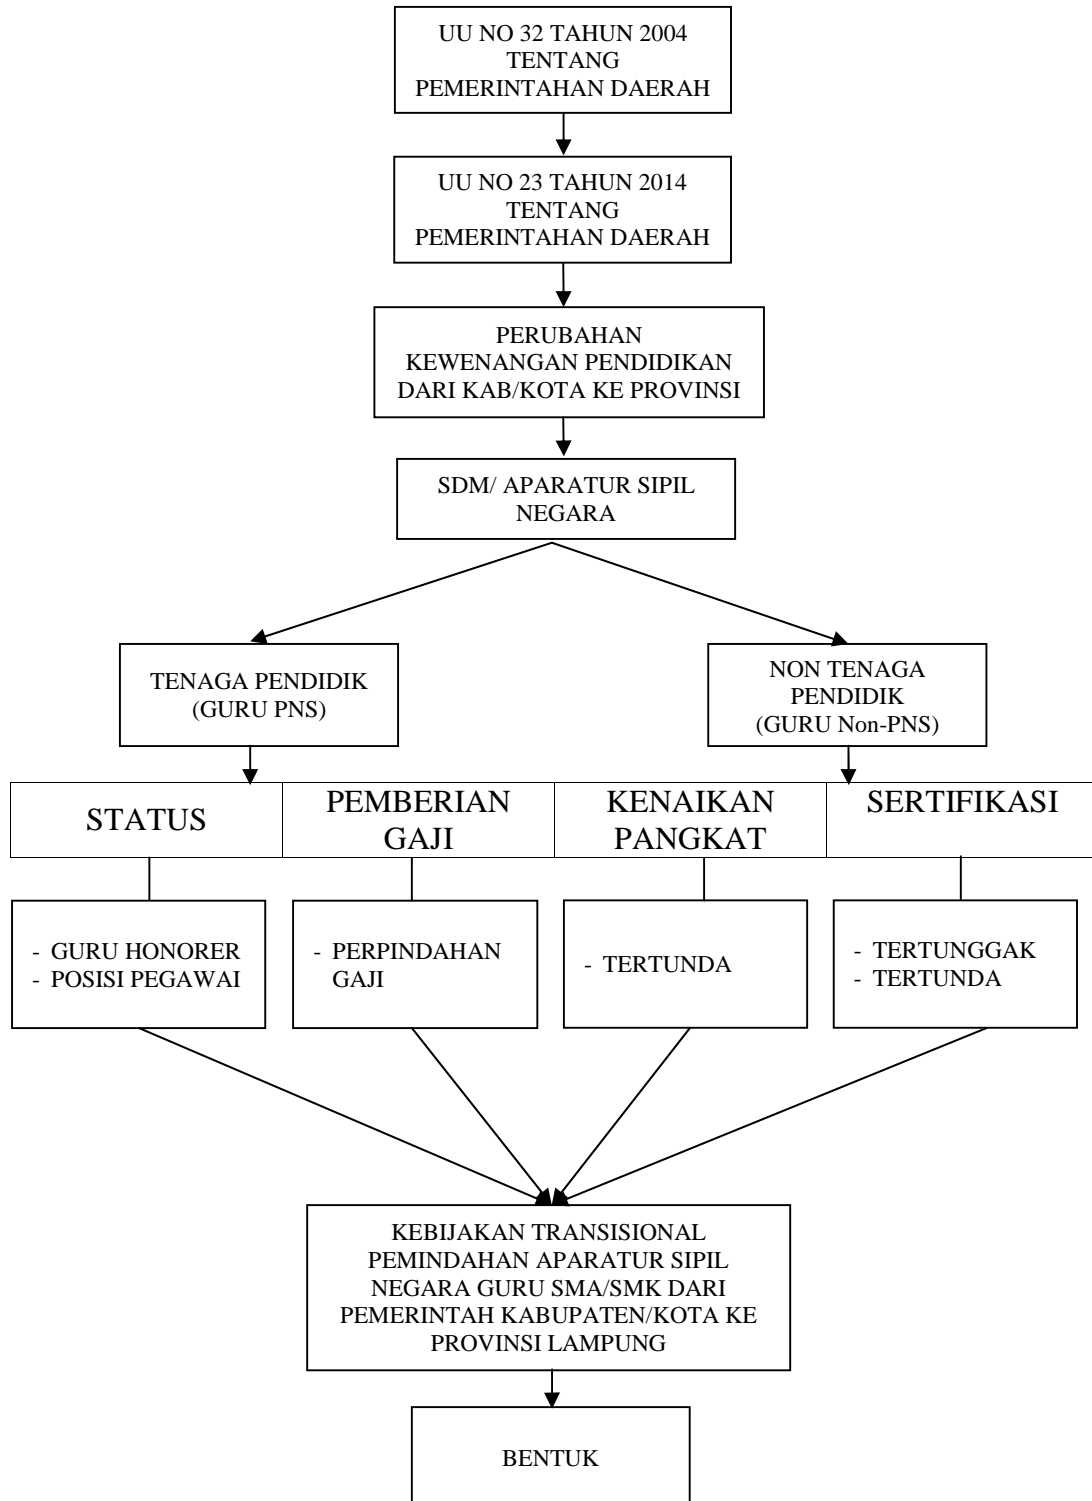 UU NO 32 TAHUN 2004
TENTANG
PEMERINTAHAN DAERAH
UU NO 23 TAHUN 2014
TENTANG
PEMERINTAHAN DAERAH
PERUBAHAN
KEWENANGAN PENDIDIKAN
DARI KAB/KOTA KE PROVINSI
SDM/ APARATUR SIPIL
NEGARA
TENAGA PENDIDIK
(GURU PNS)
NON TENAGA
PENDIDIK
(GURU Non-PNS)
STATUS
PEMBERIAN
GAJI
KENAIKAN
PANGKAT
SERTIFIKASI
- GURU HONORER
- POSISI PEGAWAI
- PERPINDAHAN
GAJI
- TERTUNDA
- TERTUNGGAK
- TERTUNDA
KEBIJAKAN TRANSISIONAL
PEMINDAHAN APARATUR SIPIL
NEGARA GURU SMA/SMK DARI
PEMERINTAH KABUPATEN/KOTA KE
PROVINSI LAMPUNG
BENTUK